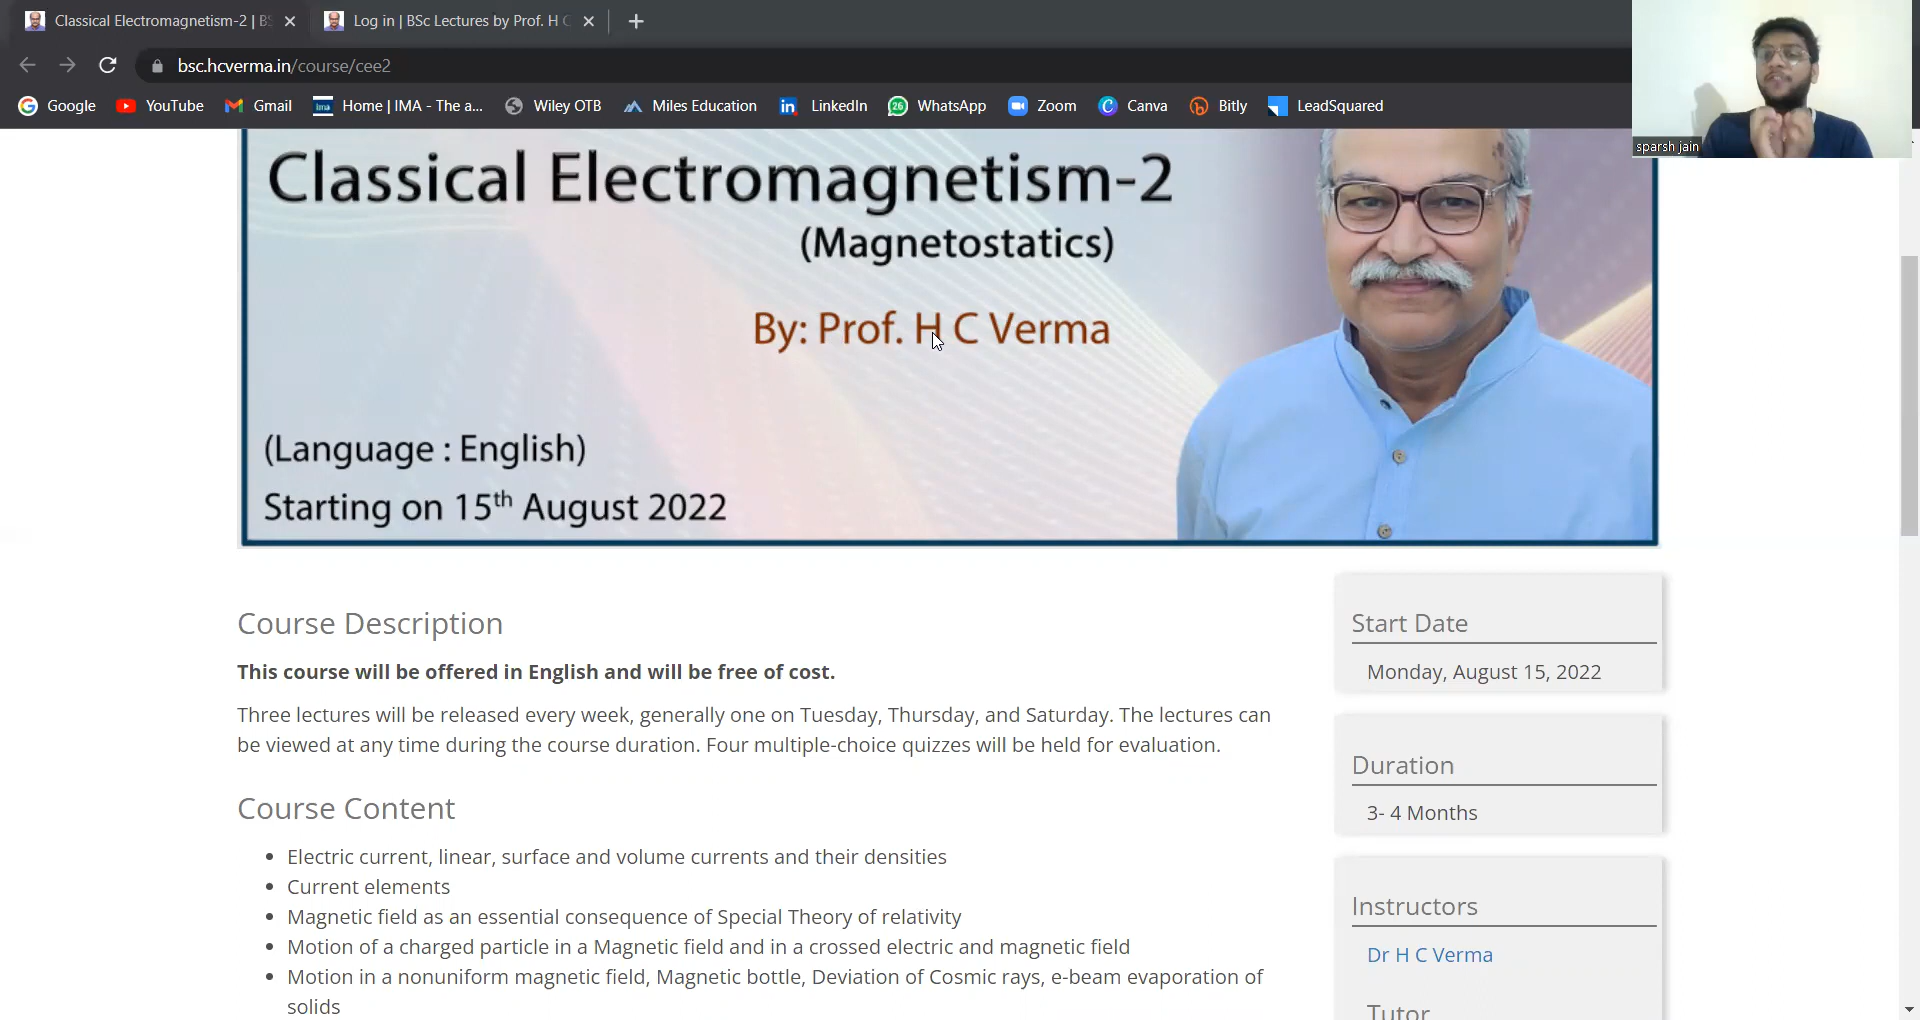 Classical Electromagnetism-2 | BS
Log in | BSc Lectures by Prof. H C
bsc.hcverma.in/course/cee2
Google
YouTube
Gmail
Home | IMA - The a...
Wiley OTB
Miles Education
LinkedIn
26
WhatsApp
Zoom
Canva
Bitly
LeadSquared
sparsh jain
Classical Electromagnetism-2
(Magnetostatics)
By: Prof. H C Verma
(Language : English)
Starting on 15th August 2022
Course Description
This course will be offered in English and will be free of cost.
Three lectures will be released every week, generally one on Tuesday, Thursday, and Saturday. The lectures can
be viewed at any time during the course duration. Four multiple-choice quizzes will be held for evaluation.
Course Content
• Electric current, linear, surface and volume currents and their densities
• Current elements
• Magnetic field as an essential consequence of Special Theory of relativity
• Motion of a charged particle in a Magnetic field and in a crossed electric and magnetic field
• Motion in a nonuniform magnetic field, Magnetic bottle, Deviation of Cosmic rays, e-beam evaporation of
solids
Start Date
Monday, August 15, 2022
Duration
3- 4 Months
Instructors
Dr H C Verma
Tutor